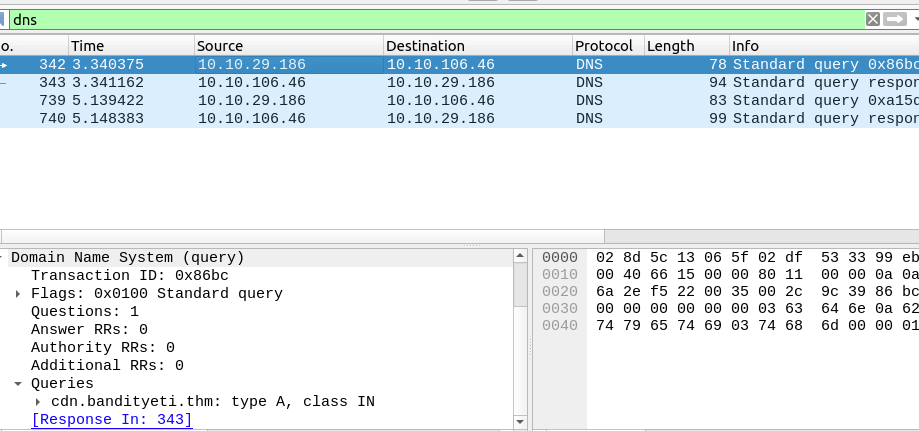 dns
o. Time Source Destination Protocol Length Info
342 3.340375 10.10.29.186 10.10.106.46 DNS 78 Standard query 0x86bc
343 3.341162 10.10.106.46 10.10.29.186 DNS 94 Standard query respon
739 5.139422 10.10.29.186 10.10.106.46 DNS 83 Standard query 0xa15d
740 5.148383 10.10.106.46 10.10.29.186 DNS 99 Standard query respon
Domain Name System (query)
Transaction ID: 0x86bc
Flags: 0x0100 Standard query
Questions: 1
Answer RRs: 0
Authority RRs: 0
Additional RRs: 0
Queries
cdn.bandityeti.thm: type A, class IN
[Response In: 343]
0000 02 8d 5c 13 06 5f 02 df 53 33 99 eb
0010 00 40 66 15 00 00 80 11 00 00 0a 0a
0020 6a 2e f5 22 00 35 00 2c 9c 39 86 bc
0030 00 00 00 00 00 00 03 63 64 6e 0a 62
0040 74 79 65 74 69 03 74 68 6d 00 00 01